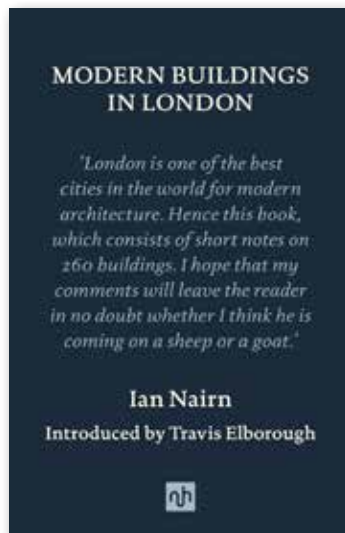 MODERN BUILDINGS
IN LONDON
'London is one of the best
cities in the world for modern
architecture. Hence this book,
which consists of short notes on
260 buildings. I hope that my
comments will leave the reader
in no doubt whether I think he is
coming on a sheep or a goat.'
Ian Nairn
Introduced by Travis Elborough
nh